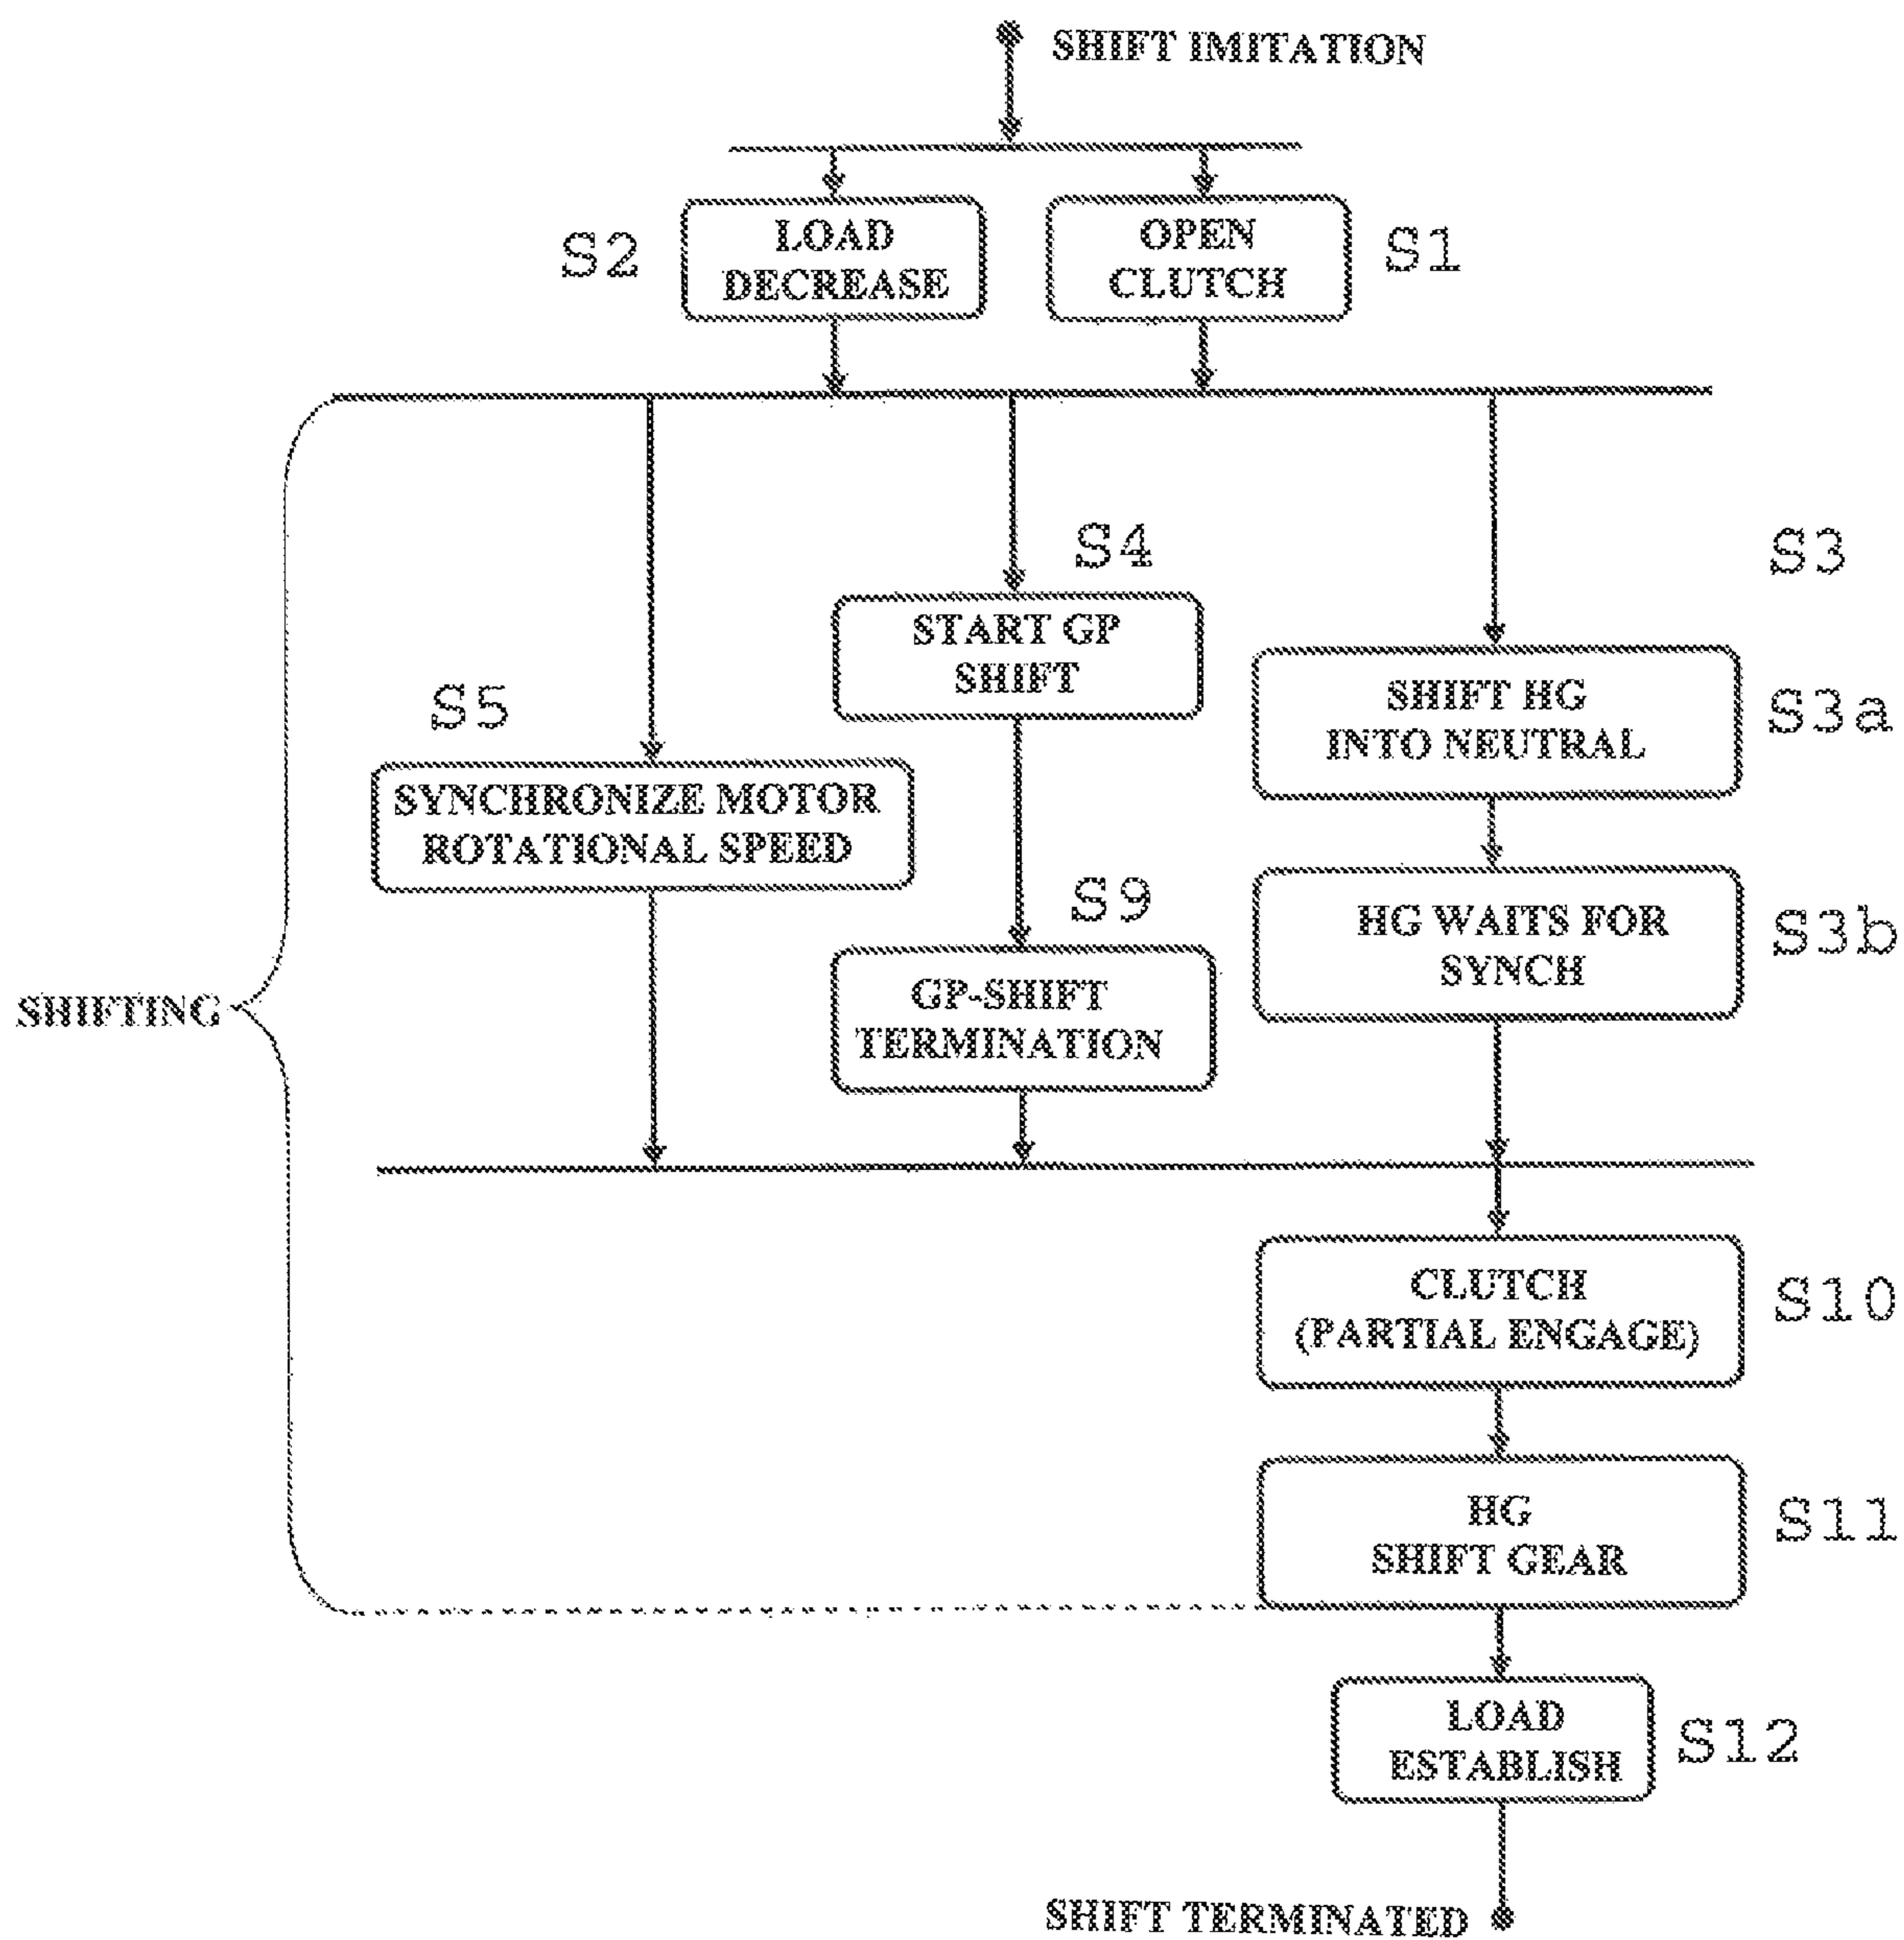 SHIFT IMITATION
S2
LOAD
DECREASE
OPEN
CLUTCH
S1
S3
S4
START GP
SHIFT
SHIFT HG
INTO NEUTRAL
S3a
S5
SYNCHRONIZE MOTOR
ROTATIONAL SPEED
S9
HG WAITS FOR
SYNCH
S3b
GP-SHIFT
TERMINATION
SHIFTING
CLUTCH
(PARTIAL ENGAGE)
S10
HG
SHIFT GEAR
S11
LOAD
ESTABLISH
S12
SHIFT TERMINATED